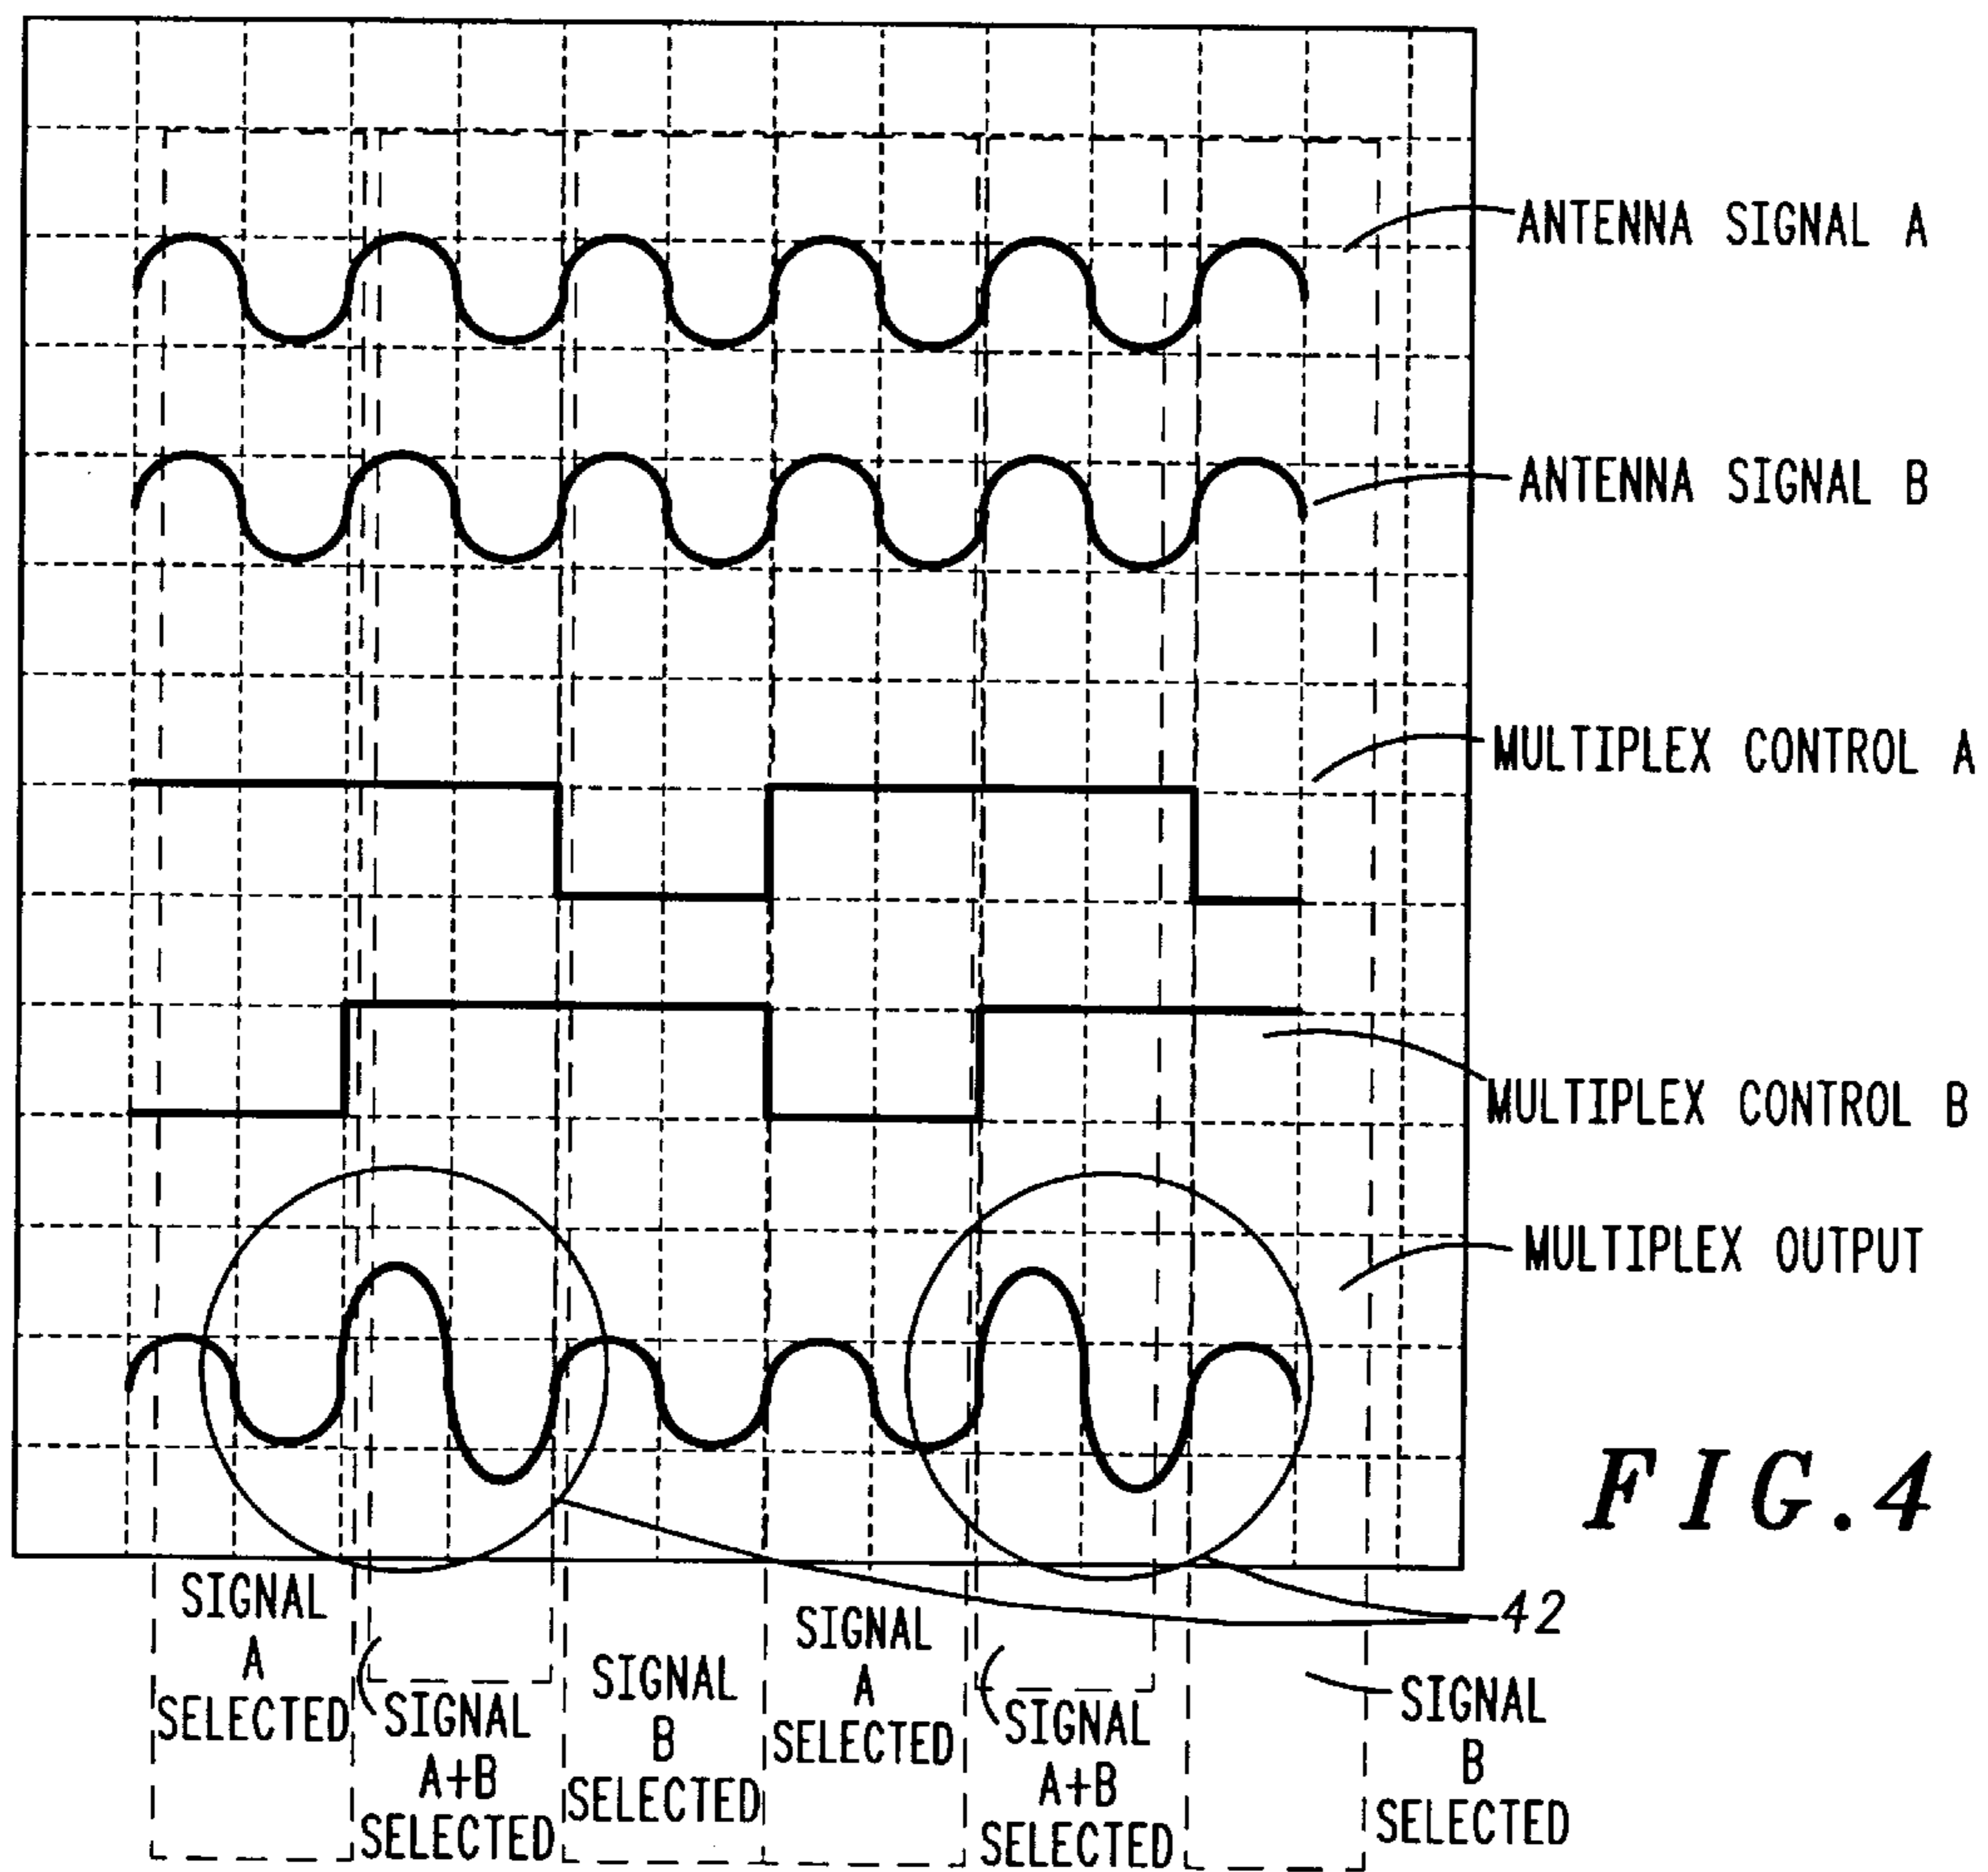 ANTENNA SIGNAL A
ANTENNA SIGNAL B
MULTIPLEX CONTROL A
MULTIPLEX CONTROL B
MULTIPLEX OUTPUT
FIG.4
42
SIGNAL
A
SELECTED
SIGNAL
A+B
SELECTED
SIGNAL
B
SELECTED
SIGNAL
A
SELECTED
SIGNAL
A+B
SELECTED
SIGNAL
B
SELECTED